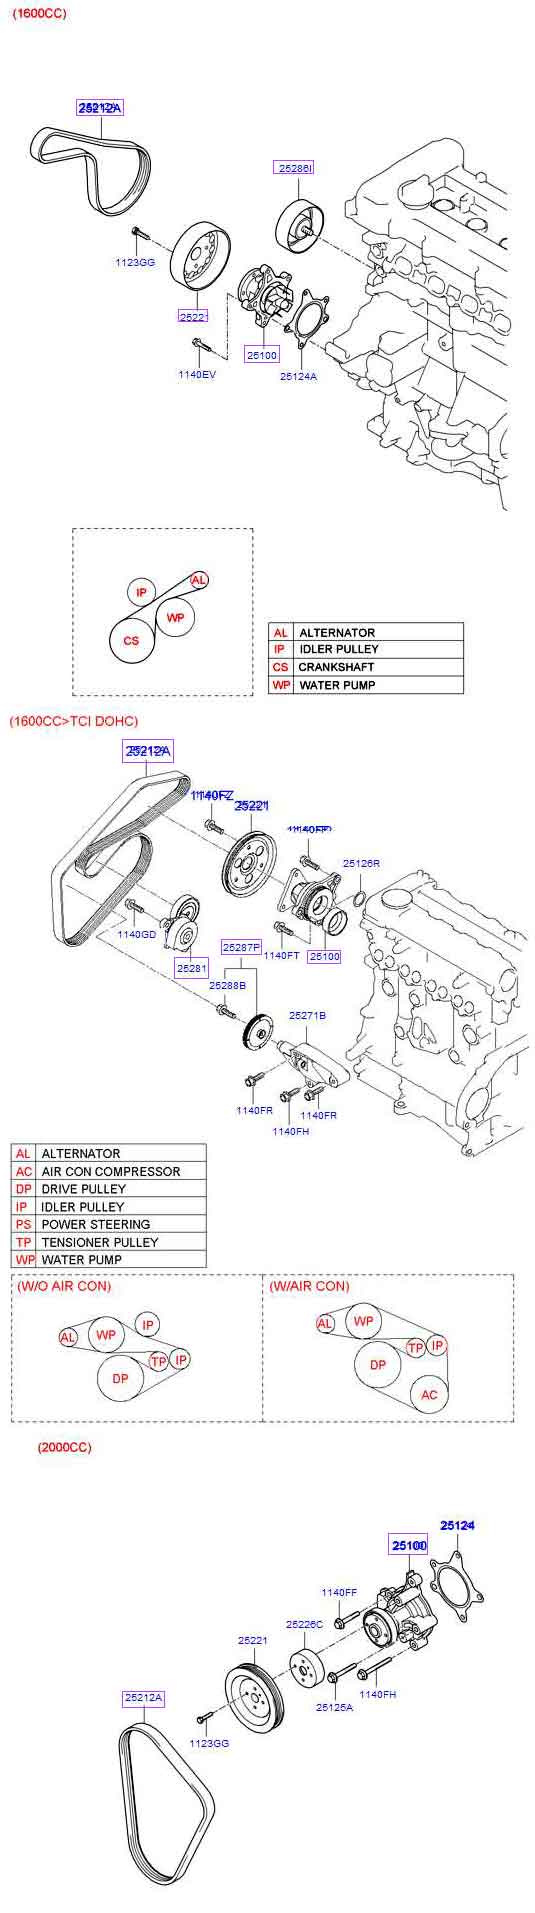 (1600CC)
25212A
25286I
1123GG
25221
25100
1140EV
25124A
AL
IP
WP
CS
AL ALTERNATOR
IP IDLER PULLEY
CS CRANKSHAFT
WP WATER PUMP
(1600CC>TCI DOHC)
25212A
1140FZ
25221
25126R
1140GD
25287P
1140FT
25100
25281
25288B
25271B
1140FR
1140FR
1140FH
AL ALTERNATOR
AC AIR CON COMPRESSOR
DP DRIVE PULLEY
IP IDLER PULLEY
PS POWER STEERING
TP TENSIONER PULLEY
WP WATER PUMP
(W/O AIR CON)
AL
WP
IP
TP
IP
DP
(W/AIR CON)
AL
WP
TP
IP
DP
AC
(2000CC)
25124
25100
1140FF
25226C
25221
25212A
1140FH
25125A
1123GG